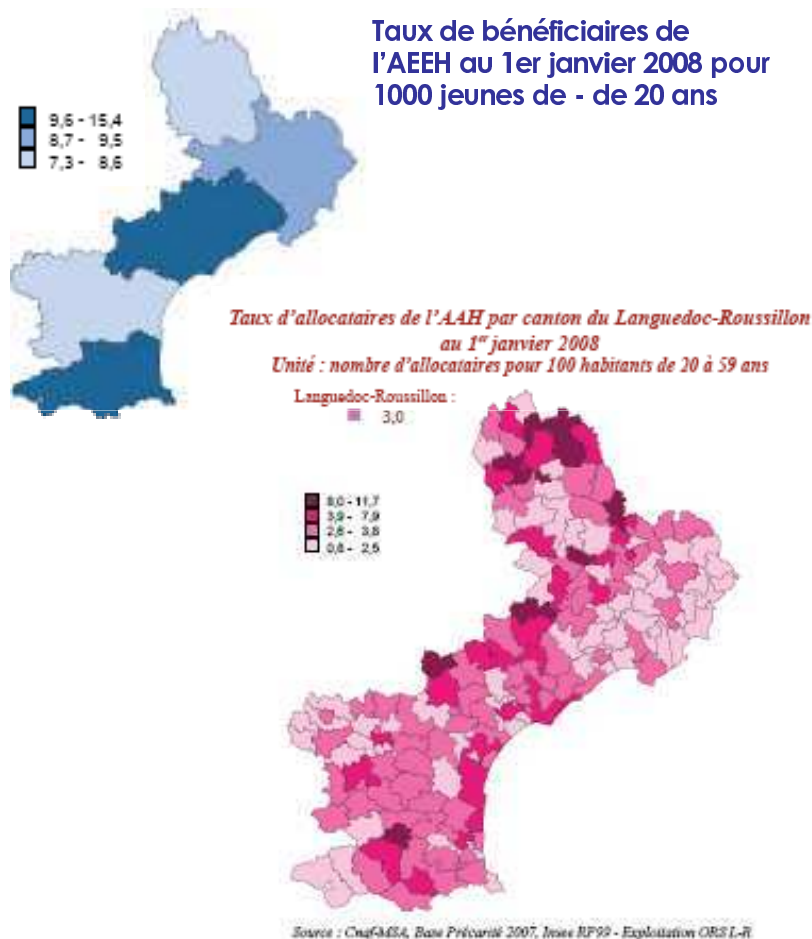 Taux de bénéficiaires de
l'AEEH au 1er janvier 2008 pour
1000 jeunes de - de 20 ans
9,6 - 15,4
8,7 - 9,5
7,3 - 8,6
Taux d'allocataires de l'AAH par canton du Languedoc-Roussillon
au 1er janvier 2008
Unité : nombre d'allocataires pour 100 habitants de 20 à 59 ans
Languedoc-Roussillon :
3,0
8,0 - 11,7
3,9 - 7,9
2,6 - 3,8
0,6 - 2,5
Source : Cnaf-MSA, Base Précarité 2007, Insee RP99 - Exploitation ORS L-R